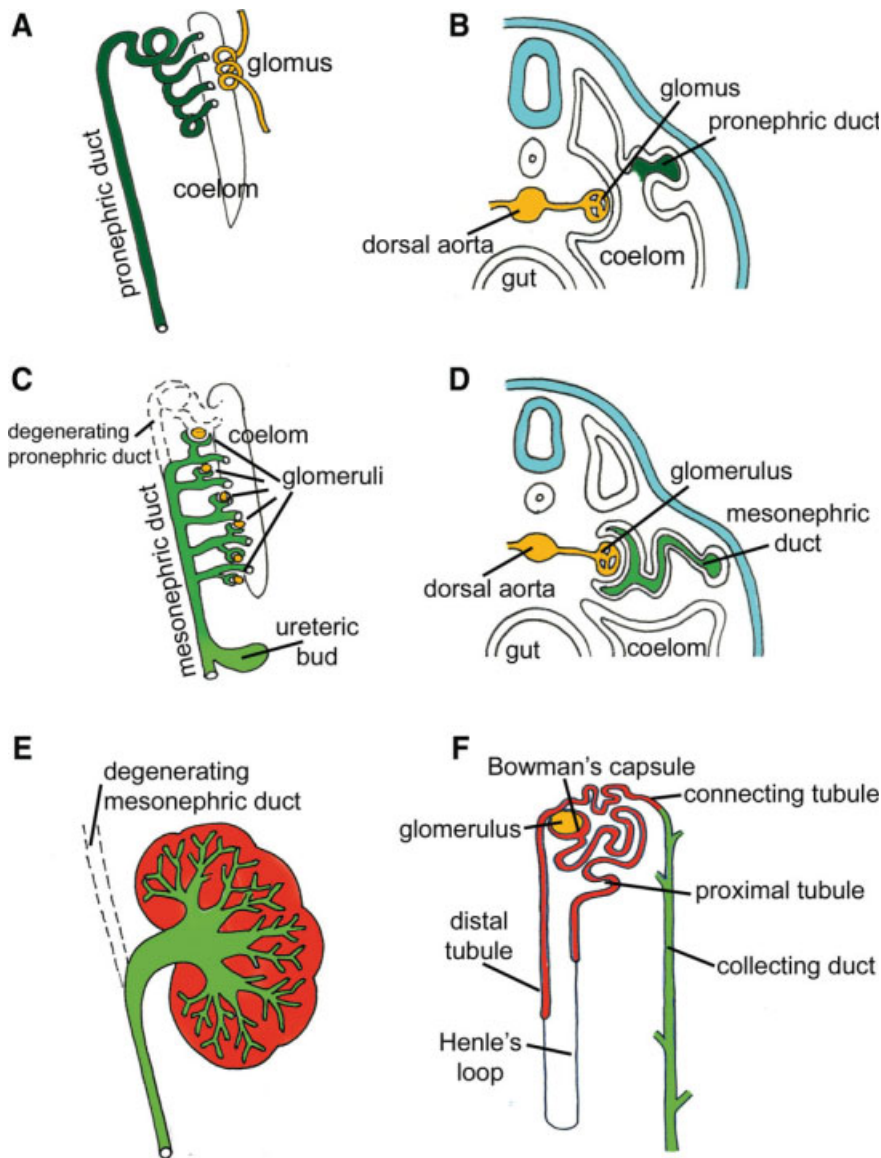 A
glomus
coelom
pronephric duct
B
glomus
pronephric duct
dorsal aorta
coelom
gut
C
degenerating
pronephric duct
coelom
glomeruli
mesonephric duct
ureteric
bud
D
glomerulus
mesonephric
duct
dorsal aorta
gut
coelom
E
degenerating
mesonephric duct
F
Bowman's capsule
connecting tubule
glomerulus
proximal tubule
distal
tubule
collecting duct
Henle's
loop